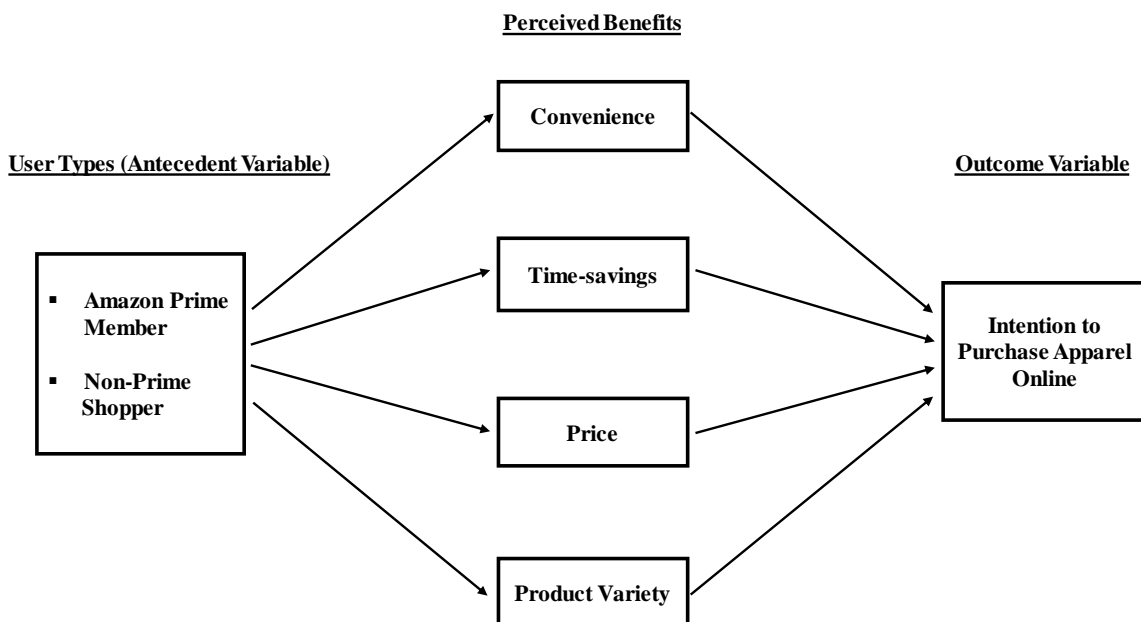 Perceived Benefits
Convenience
User Types (Antecedent Variable)
Outcome Variable
Time-savings
▪ Amazon Prime
Member
▪ Non-Prime
Shopper
Intention to
Purchase Apparel
Online
Price
Product Variety